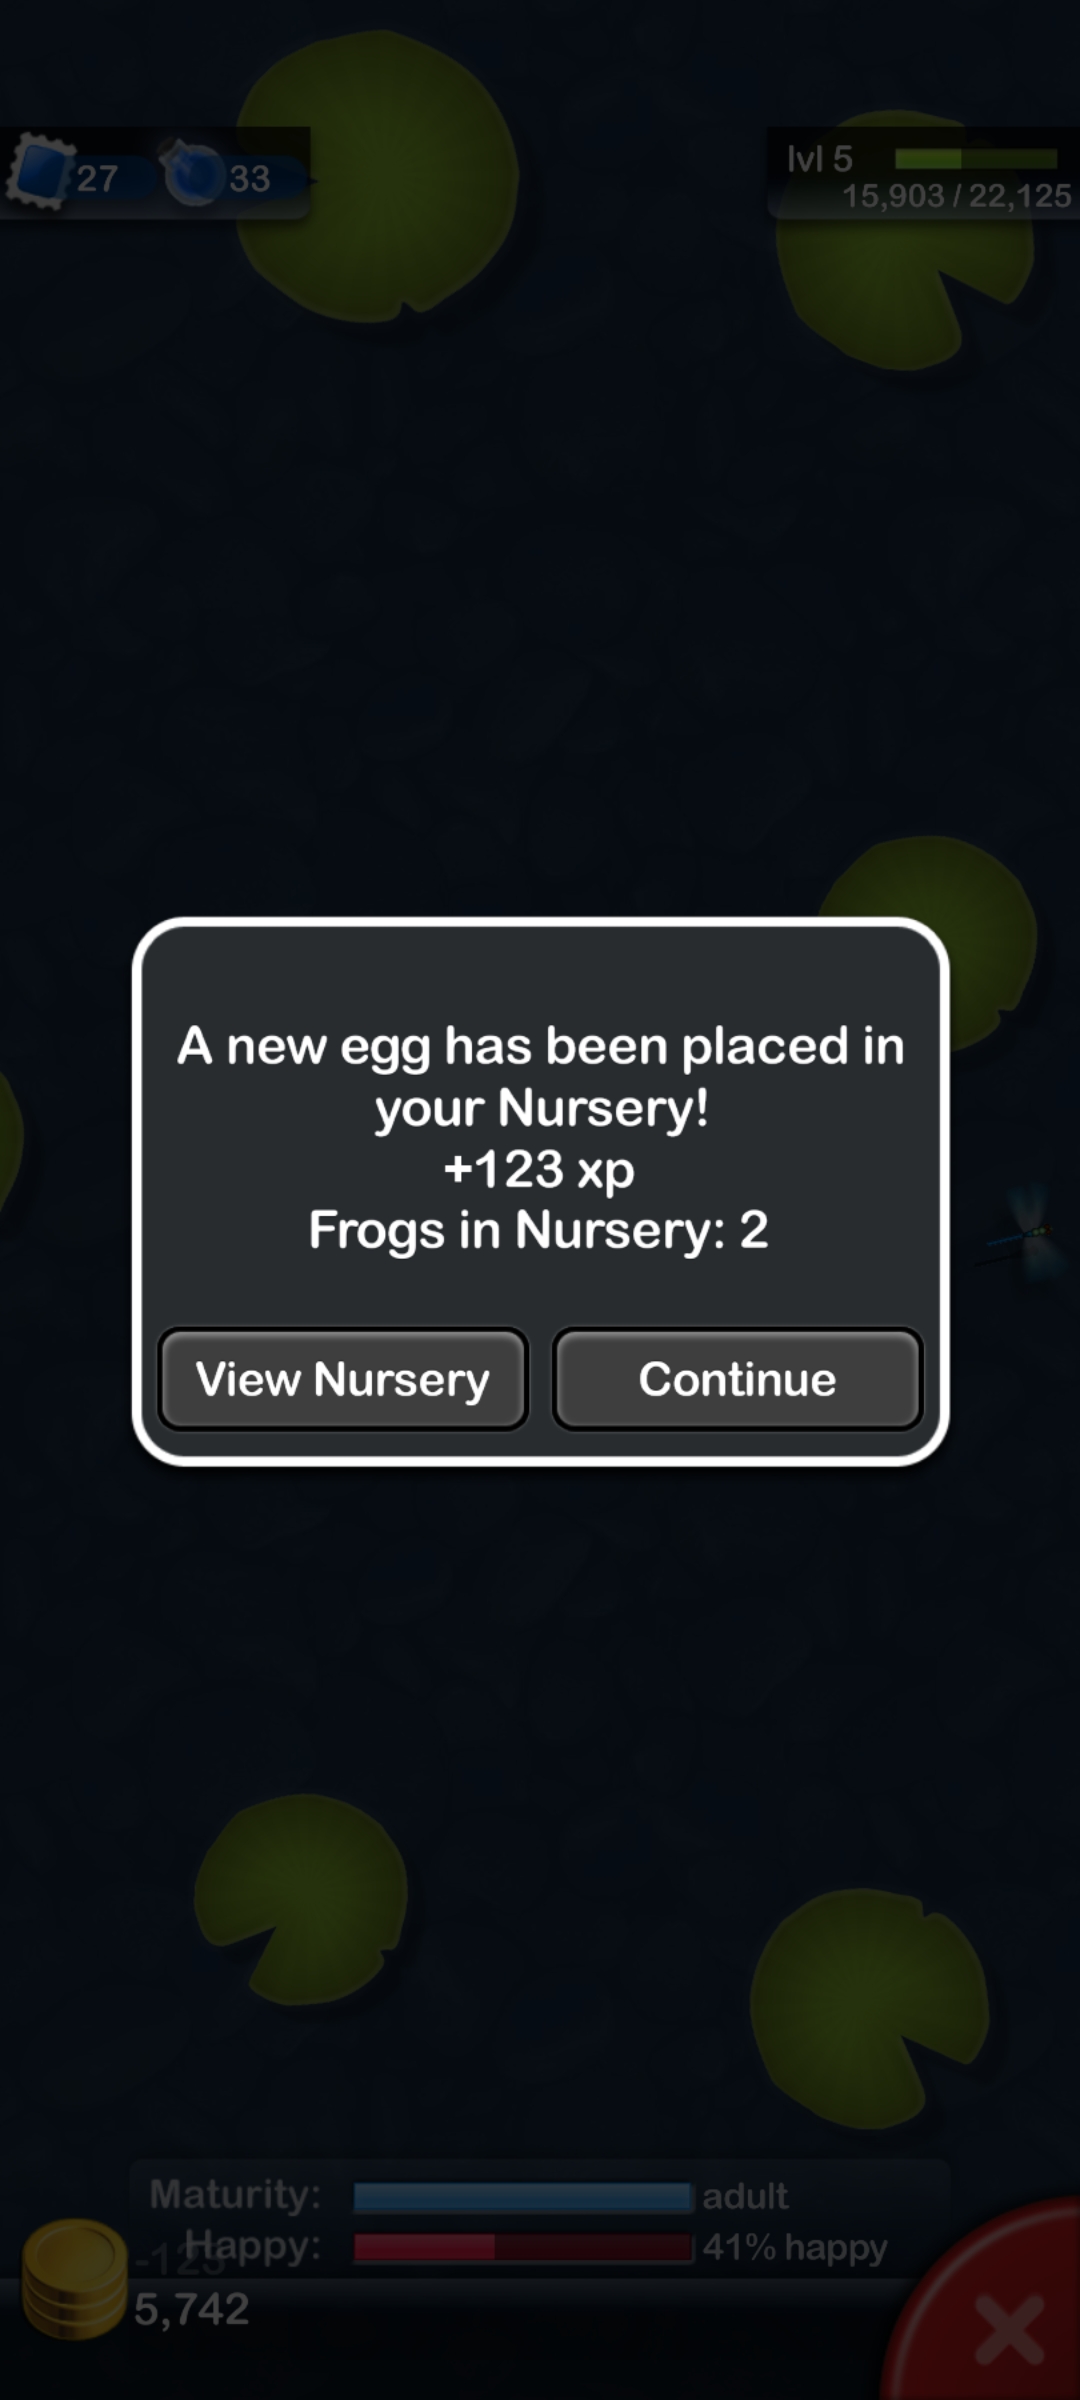 27 33
lvl 5
15,903 / 22,125
A new egg has been placed in
your Nursery!
+123 xp
Frogs in Nursery: 2
View Nursery Continue
Maturity: adult
Happy: 41% happy
-123
5,742